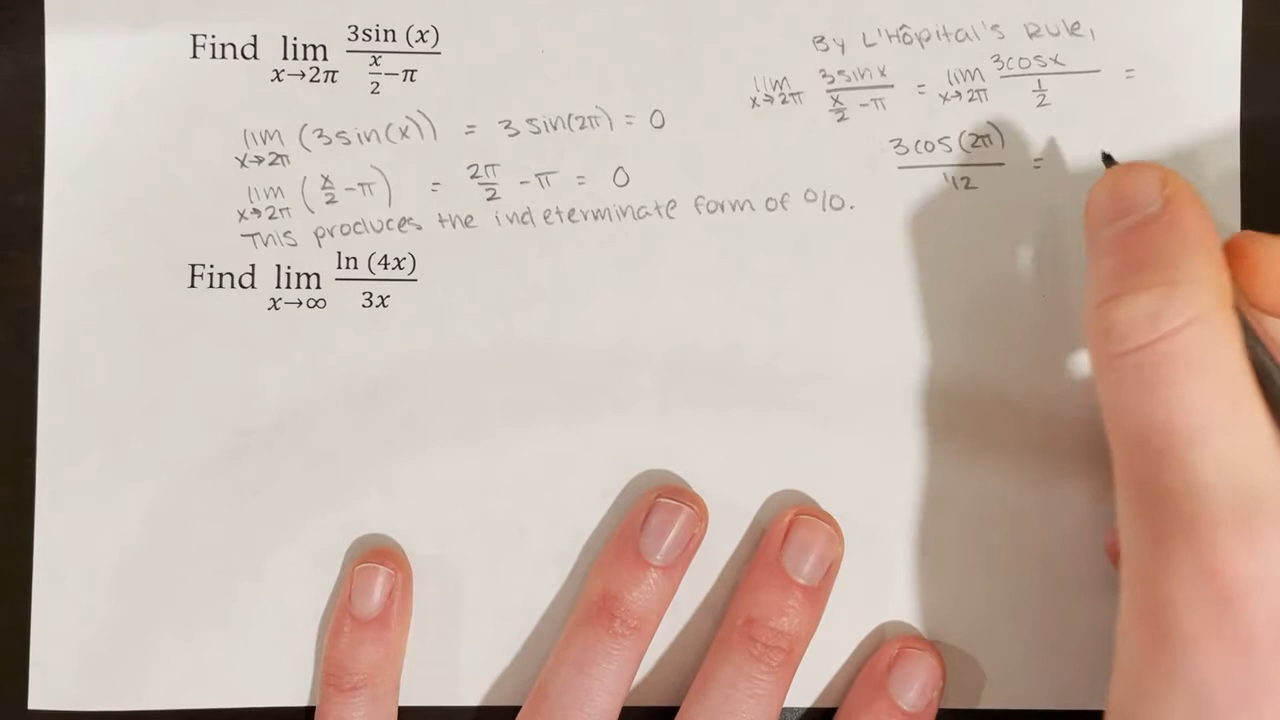 Find lim x→2π 3sin (x) / x/2 −π
lim x→2π (3sin(x)) = 3 sin(2π) = 0
lim x→2π (x/2 −π) = 2π/2 −π = 0
This produces the indeterminate form of 0/0.
By L'Hôpital's Rule,
lim x→2π 3sinx / x/2 −π = lim x→2π 3cosx / 1/2 =
3cos(2π) / 1/2 =
Find lim x→∞ ln (4x) / 3x